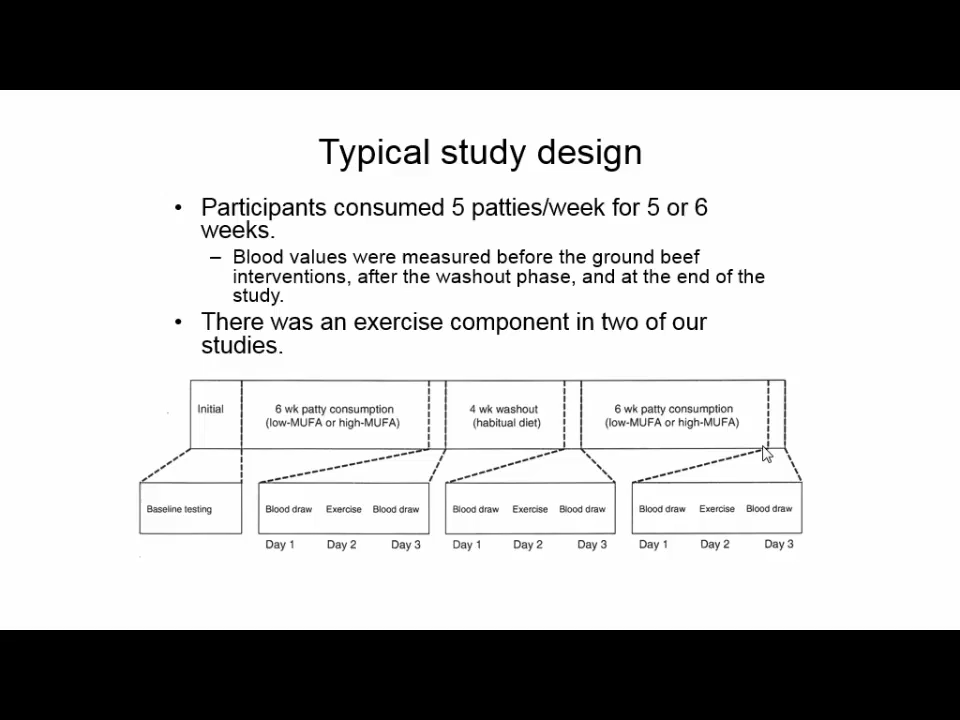 Typical study design
• Participants consumed 5 patties/week for 5 or 6
weeks.
– Blood values were measured before the ground beef
interventions, after the washout phase, and at the end of the
study.
• There was an exercise component in two of our
studies.
Initial
6 wk patty consumption
(low-MUFA or high-MUFA)
4 wk washout
(habitual diet)
6 wk patty consumption
(low-MUFA or high-MUFA)
Baseline testing
Blood draw Exercise Blood draw
Blood draw Exercise Blood draw
Blood draw Exercise Blood draw
Day 1 Day 2 Day 3
Day 1 Day 2 Day 3
Day 1 Day 2 Day 3